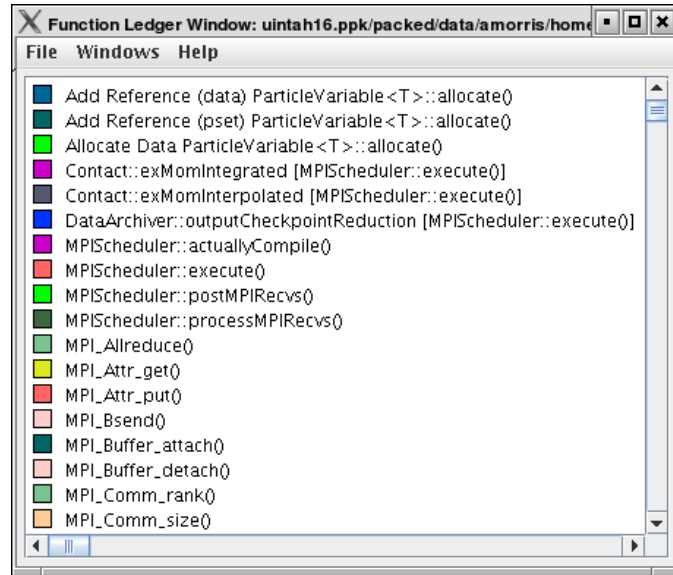 Function Ledger Window: uintah16.ppk/packed/data/amorris/home
File Windows Help
Add Reference (data) ParticleVariable<T>::allocate()
Add Reference (pset) ParticleVariable<T>::allocate()
Allocate Data ParticleVariable<T>::allocate()
Contact::exMomIntegrated [MPIScheduler::execute()]
Contact::exMomInterpolated [MPIScheduler::execute()]
DataArchiver::outputCheckpointReduction [MPIScheduler::execute()]
MPIScheduler::actuallyCompile()
MPIScheduler::execute()
MPIScheduler::postMPIRecvs()
MPIScheduler::processMPIRecvs()
MPI_Allreduce()
MPI_Attr_get()
MPI_Attr_put()
MPI_Bsend()
MPI_Buffer_attach()
MPI_Buffer_detach()
MPI_Comm_rank()
MPI_Comm_size()